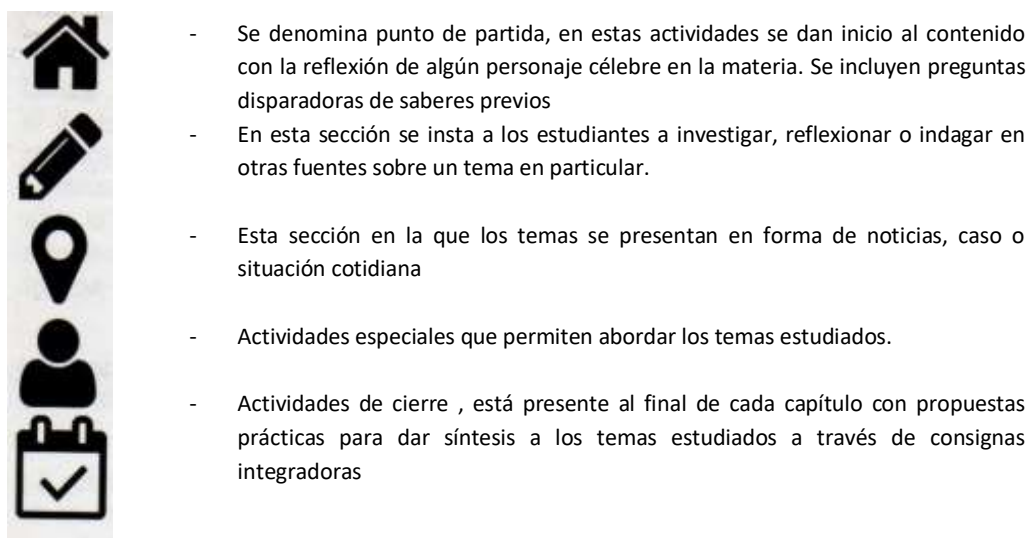 - Se denomina punto de partida, en estas actividades se dan inicio al contenido
con la reflexión de algún personaje célebre en la materia. Se incluyen preguntas
disparadoras de saberes previos
- En esta sección se insta a los estudiantes a investigar, reflexionar o indagar en
otras fuentes sobre un tema en particular.
- Esta sección en la que los temas se presentan en forma de noticias, caso o
situación cotidiana
- Actividades especiales que permiten abordar los temas estudiados.
- Actividades de cierre , está presente al final de cada capítulo con propuestas
prácticas para dar síntesis a los temas estudiados a través de consignas
integradoras